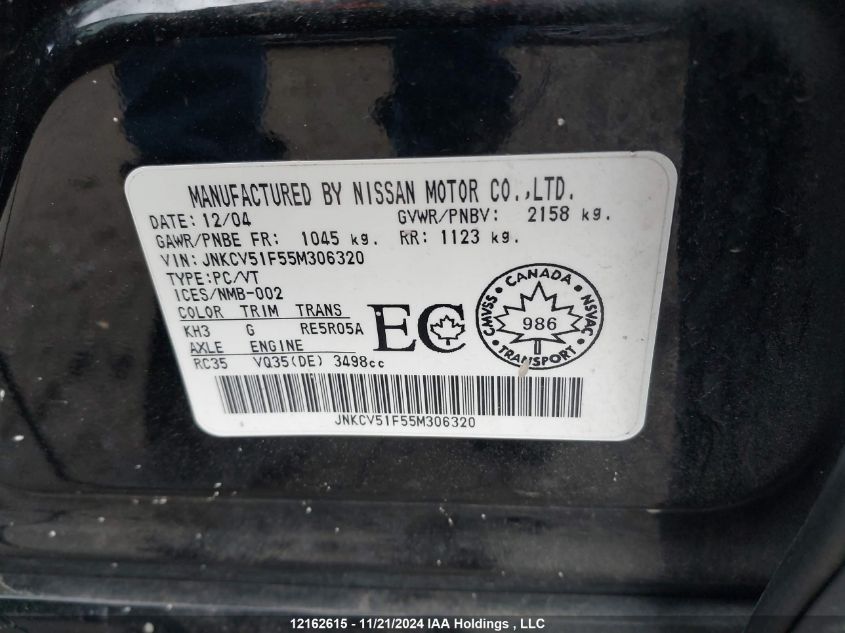 MANUFACTURED BY NISSAN MOTOR CO.,LTD.
DATE: 12/04 GVWR/PNBV: 2158 kg.
GAWR/PNBE FR: 1045 kg. RR: 1123 kg.
VIN: JNKCV51F55M306320
TYPE:PC/VT
ICES/NMB-002
COLOR TRIM TRANS
KH3 G RE5R05A
AXLE ENGINE
RC35 VQ35(DE) 3498cc
EC
CANADA
CMVSS NSVAC
986
TRANSPORT
JNKCV51F55M306320
12162615 - 11/21/2024 IAA Holdings , LLC